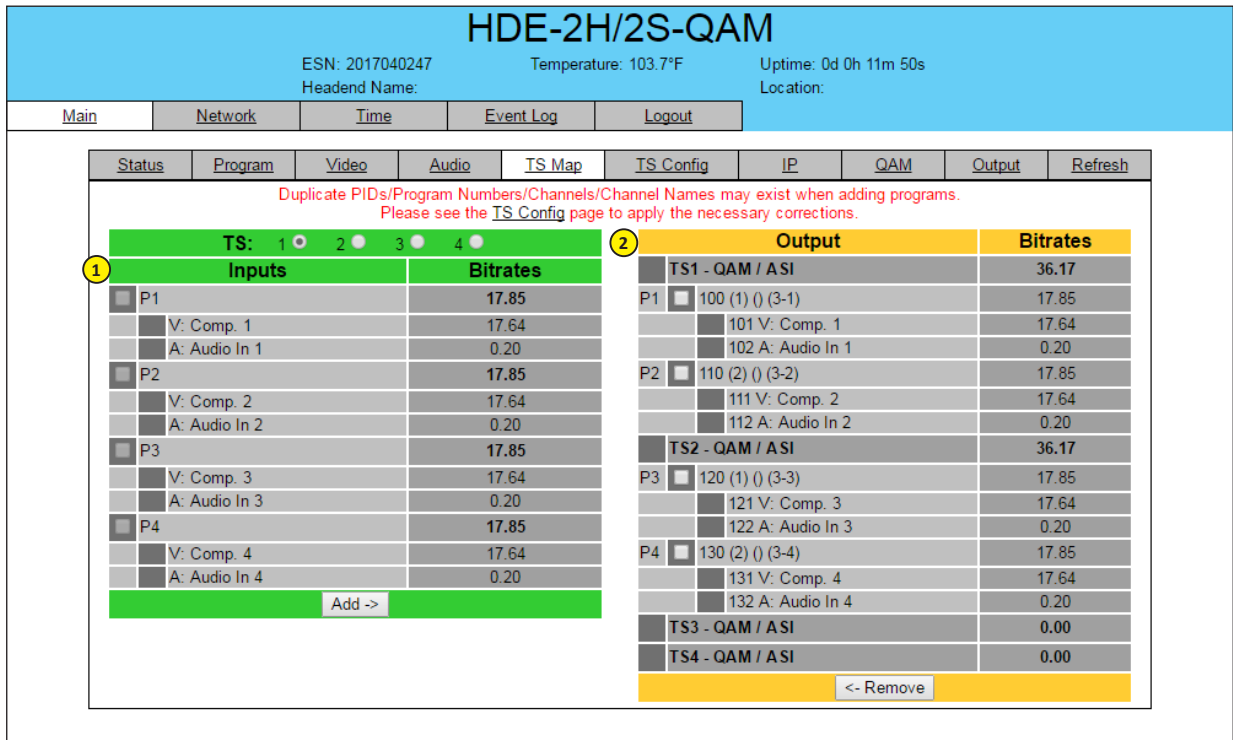 HDE-2H/2S-QAM
ESN: 2017040247 Temperature: 103.7°F Uptime: 0d 0h 11m 50s
Headend Name: Location:
Main Network Time Event Log Logout
Status Program Video Audio TS Map TS Config IP QAM Output Refresh
Duplicate PIDs/Program Numbers/Channels/Channel Names may exist when adding programs.
Please see the TS Config page to apply the necessary corrections.
TS: 1 2 3 4
1 Inputs Bitrates
P1 17.85
V: Comp. 1 17.64
A: Audio In 1 0.20
P2 17.85
V: Comp. 2 17.64
A: Audio In 2 0.20
P3 17.85
V: Comp. 3 17.64
A: Audio In 3 0.20
P4 17.85
V: Comp. 4 17.64
A: Audio In 4 0.20
Add ->
2 Output Bitrates
TS1 - QAM / ASI 36.17
P1 100 (1) () (3-1) 17.85
101 V: Comp. 1 17.64
102 A: Audio In 1 0.20
P2 110 (2) () (3-2) 17.85
111 V: Comp. 2 17.64
112 A: Audio In 2 0.20
TS2 - QAM / ASI 36.17
P3 120 (1) () (3-3) 17.85
121 V: Comp. 3 17.64
122 A: Audio In 3 0.20
P4 130 (2) () (3-4) 17.85
131 V: Comp. 4 17.64
132 A: Audio In 4 0.20
TS3 - QAM / ASI 0.00
TS4 - QAM / ASI 0.00
<- Remove